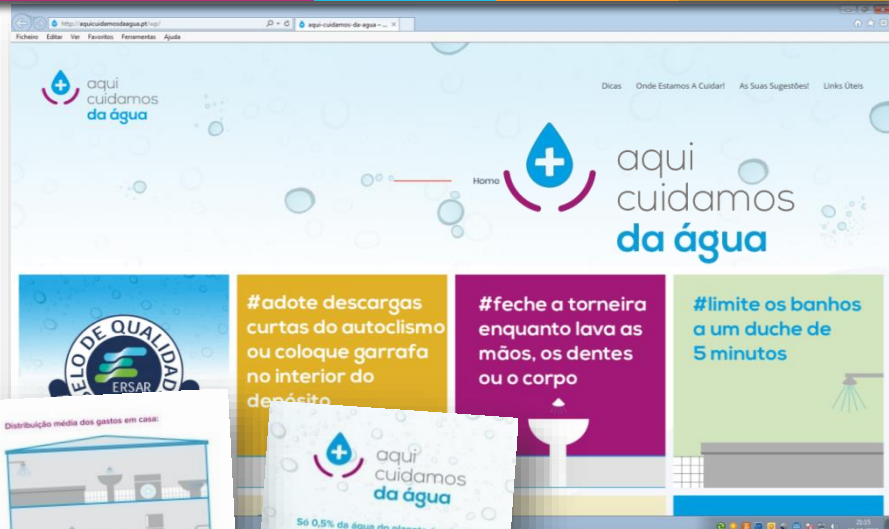 http://aquicuidamosdaagua.pt/wp/
aqui-cuidamos-da-agua – ...
Ficheiro Editar Ver Favoritos Ferramentas Ajuda
aqui
cuidamos
da água
Dicas Onde Estamos A Cuidar! As Suas Sugestões! Links Úteis
Home
aqui
cuidamos
da água
SELO DE QUALIDADE
ERSAR
#adote descargas
curtas do autoclismo
ou coloque garrafa
no interior do
depósito
#feche a torneira
enquanto lava as
mãos, os dentes
ou o corpo
#limite os banhos
a um duche de
5 minutos
Distribuição média dos gastos em casa:
aqui
cuidamos
da água
Só 0,5% da água do planeta